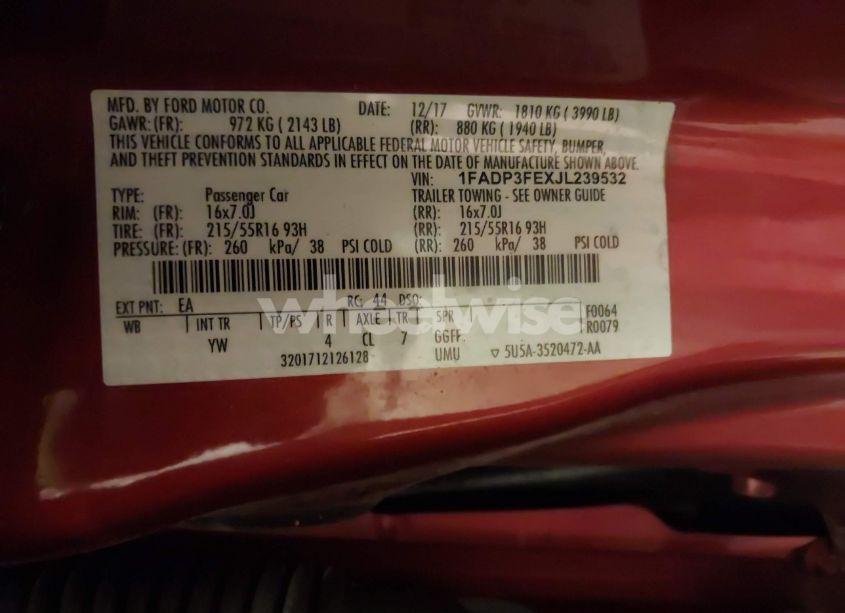 MFD. BY FORD MOTOR CO. DATE: 12/17 GVWR: 1810 KG ( 3990 LB)
GAWR: (FR): 972 KG ( 2143 LB) (RR): 880 KG ( 1940 LB)
THIS VEHICLE CONFORMS TO ALL APPLICABLE FEDERAL MOTOR VEHICLE SAFETY, BUMPER,
AND THEFT PREVENTION STANDARDS IN EFFECT ON THE DATE OF MANUFACTURE SHOWN ABOVE.
VIN: 1FADP3FEXJL239532
TYPE: Passenger Car TRAILER TOWING - SEE OWNER GUIDE
RIM: (FR): 16x7.0J (RR): 16x7.0J
TIRE: (FR): 215/55R16 93H (RR): 215/55R16 93H
PRESSURE: (FR): 260 kPa/ 38 PSI COLD (RR): 260 kPa/ 38 PSI COLD
wheelwise
EXT PNT: EA RC: 44 DSO: F0064
WB INT TR TP/PS R AXLE TR SPR R0079
YW 4 CL 7 GGFF
3201712126128 UMU ▽ 5U5A-3520472-AA